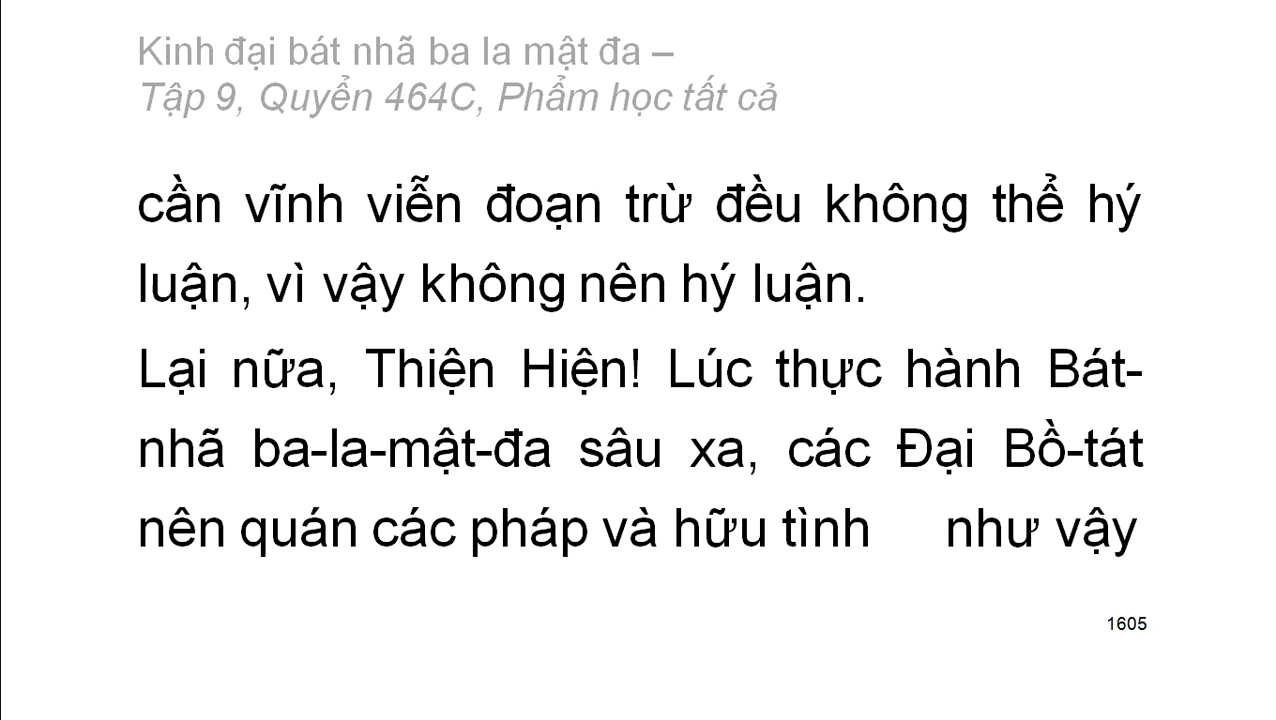 Kinh đại bát nhã ba la mật đa –
Tập 9, Quyển 464C, Phẩm học tất cả
cần vĩnh viễn đoạn trừ đều không thể hý
luận, vì vậy không nên hý luận.
Lại nữa, Thiện Hiện! Lúc thực hành Bát-
nhã ba-la-mật-đa sâu xa, các Đại Bồ-tát
nên quán các pháp và hữu tình như vậy
1605